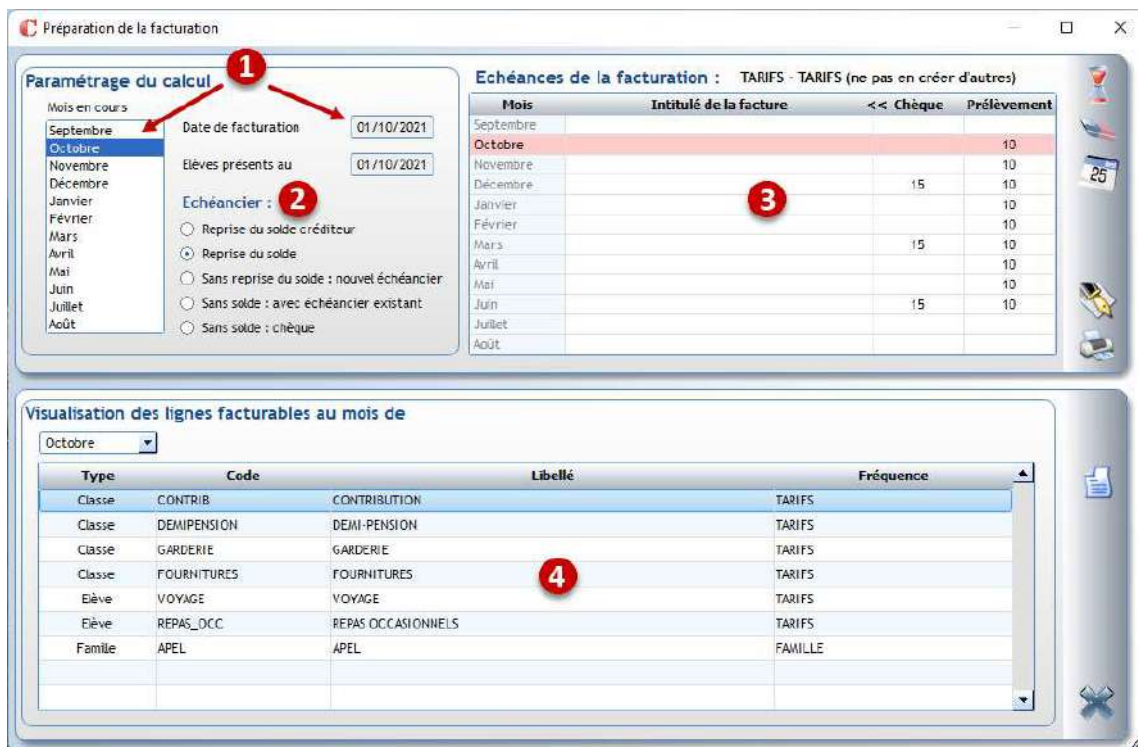 Préparation de la facturation
Paramétrage du calcul
1
Mois en cours
Septembre
Octobre
Novembre
Décembre
Janvier
Février
Mars
Avril
Mai
Juin
Juillet
Août
Date de facturation 01/10/2021
Elèves présents au 01/10/2021
Echéancier : 2
Reprise du solde créditeur
Reprise du solde
Sans reprise du solde : nouvel échéancier
Sans solde : avec échéancier existant
Sans solde : chèque
Echéances de la facturation : TARIFS - TARIFS (ne pas en créer d'autres)
Mois Intitulé de la facture << Chèque Prélèvement
Septembre
Octobre 10
Novembre 10
Décembre 15 10
Janvier 10
Février 10
Mars 15 10
Avril 10
Mai 10
Juin 15 10
Juillet
Août
3
25
Visualisation des lignes facturables au mois de
Octobre
Type Code Libellé Fréquence
Classe CONTRIB CONTRIBUTION TARIFS
Classe DEMIPENSION DEMI-PENSION TARIFS
Classe GARDERIE GARDERIE TARIFS
Classe FOURNITURES FOURNITURES TARIFS
4
Elève VOYAGE VOYAGE TARIFS
Elève REPAS_OCC REPAS OCCASIONNELS TARIFS
Famille APEL APEL FAMILLE